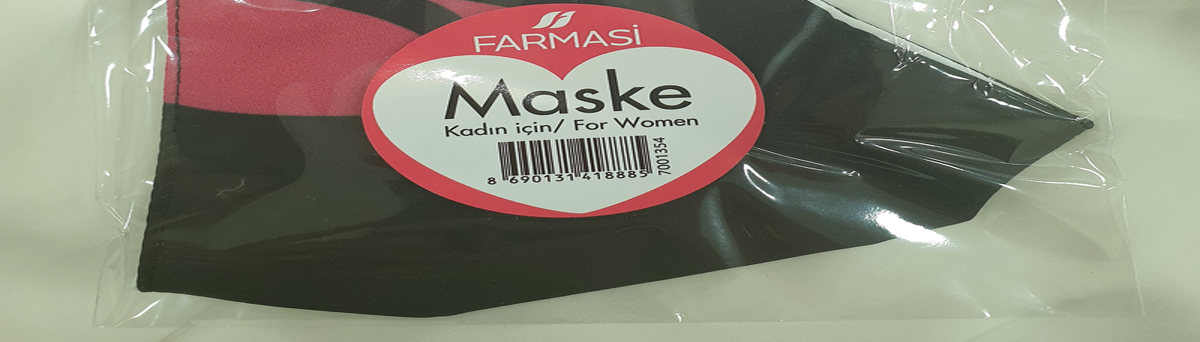 FARMASİ
Maske
Kadın için/ For Women
8 690131 418885
7001354